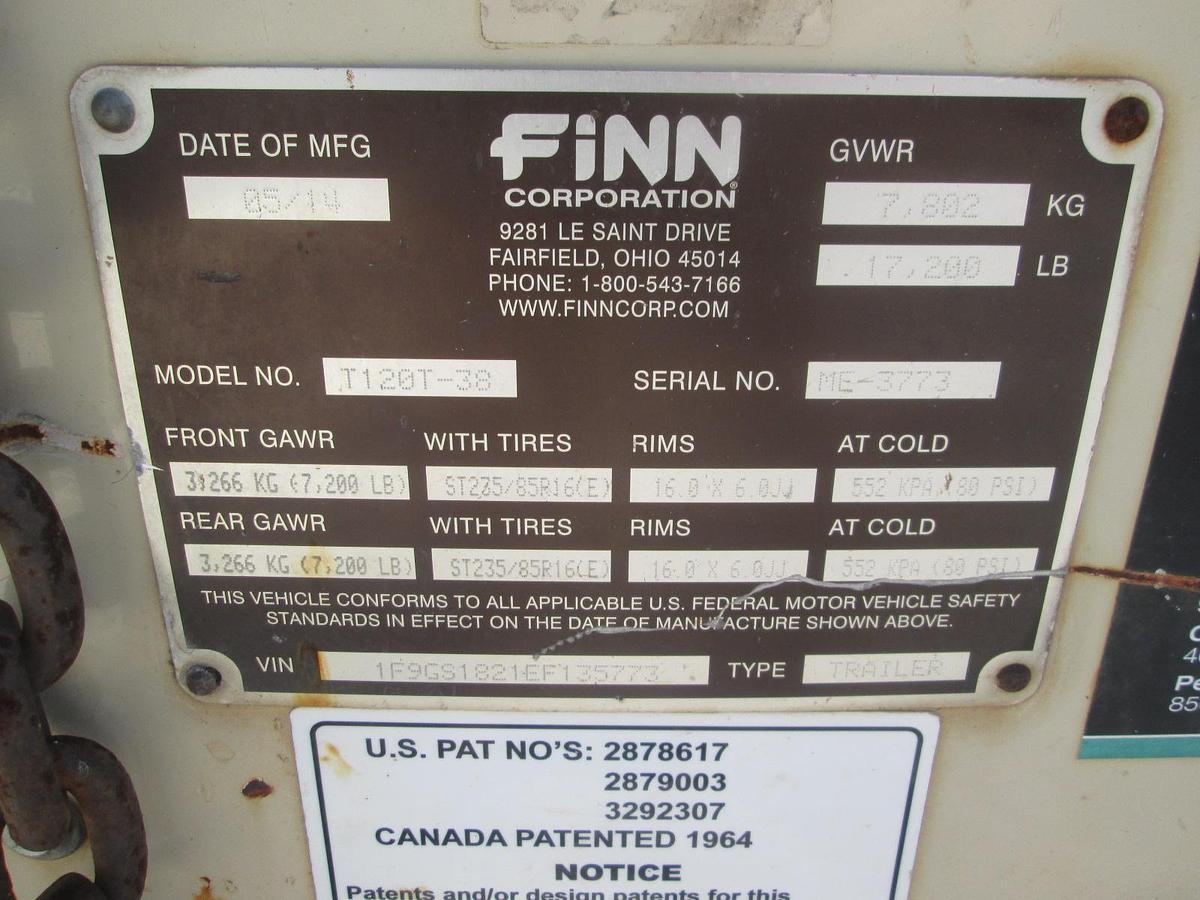 DATE OF MFG
05/14
FiNN
CORPORATION®
9281 LE SAINT DRIVE
FAIRFIELD, OHIO 45014
PHONE: 1-800-543-7166
WWW.FINNCORP.COM
GVWR
7,802 KG
17,200 LB
MODEL NO. T120T-38 SERIAL NO. ME-3773
FRONT GAWR WITH TIRES RIMS AT COLD
3,266 KG (7,200 LB) ST235/85R16(E) 16.0 X 6.0JJ 552 KPA (80 PSI)
REAR GAWR WITH TIRES RIMS AT COLD
3,266 KG (7,200 LB) ST235/85R16(E) 16.0 X 6.0JJ 552 KPA (80 PSI)
THIS VEHICLE CONFORMS TO ALL APPLICABLE U.S. FEDERAL MOTOR VEHICLE SAFETY
STANDARDS IN EFFECT ON THE DATE OF MANUFACTURE SHOWN ABOVE.
VIN 1F9GS1821EF135773 TYPE TRAILER
U.S. PAT NO'S: 2878617
2879003
3292307
CANADA PATENTED 1964
NOTICE
Patents and/or design patents for this